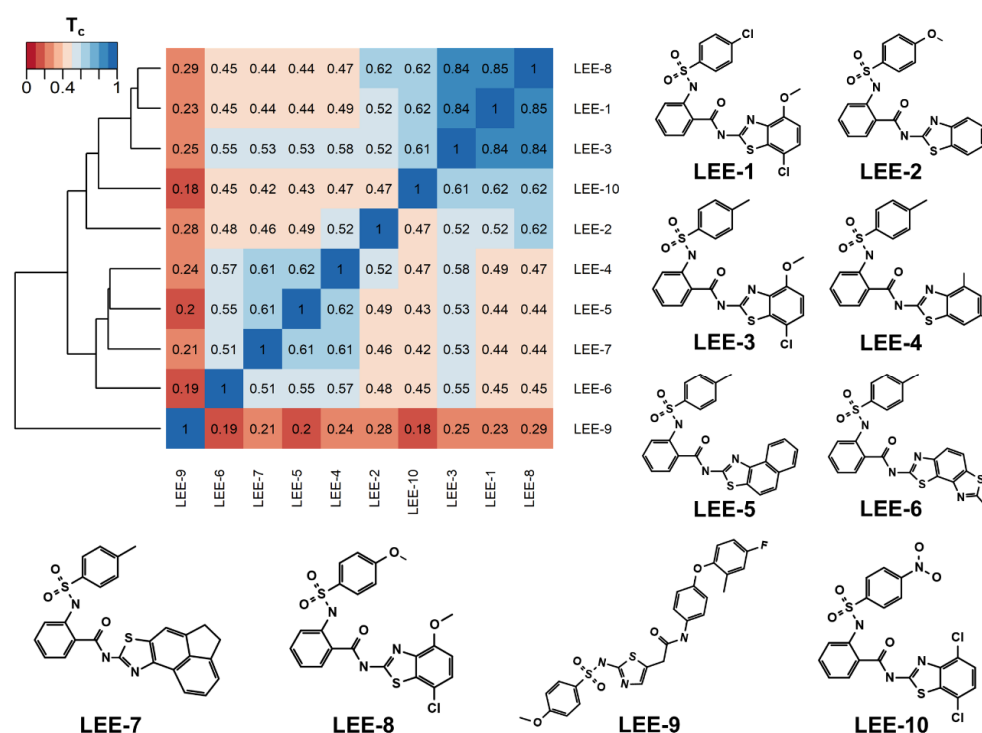 Tc
0 0.4 1
0.29 0.45 0.44 0.44 0.47 0.62 0.62 0.84 0.85 1 LEE-8
0.23 0.45 0.44 0.44 0.49 0.52 0.62 0.84 1 0.85 LEE-1
0.25 0.55 0.53 0.53 0.58 0.52 0.61 1 0.84 0.84 LEE-3
0.18 0.45 0.42 0.43 0.47 0.47 1 0.61 0.62 0.62 LEE-10
0.28 0.48 0.46 0.49 0.52 1 0.47 0.52 0.52 0.62 LEE-2
0.24 0.57 0.61 0.62 1 0.52 0.47 0.58 0.49 0.47 LEE-4
0.2 0.55 0.61 1 0.62 0.49 0.43 0.53 0.44 0.44 LEE-5
0.21 0.51 1 0.61 0.61 0.46 0.42 0.53 0.44 0.44 LEE-7
0.19 1 0.51 0.55 0.57 0.48 0.45 0.55 0.45 0.45 LEE-6
1 0.19 0.21 0.2 0.24 0.28 0.18 0.25 0.23 0.29 LEE-9
LEE-9 LEE-6 LEE-7 LEE-5 LEE-4 LEE-2 LEE-10 LEE-3 LEE-1 LEE-8
Cl
O
S
O
N
O
N
O
N
S
Cl
LEE-1
O
O
S
O
N
O
N
N
S
LEE-2
O
S
O
N
O
O
N
N
S
Cl
LEE-3
O
S
O
N
O
N
N
S
LEE-4
O
S
O
N
O
N
N
S
LEE-5
O
S
O
N
O
N
N
S
S
N
LEE-6
O
S
O
N
O
S
N
N
LEE-7
O
O
S
O
N
O
O
N
N
S
Cl
LEE-8
F
O
O
N
N
S
O
S
O
N
O
LEE-9
O
N
O
O
S
O
N
O
Cl
N
N
S
Cl
LEE-10